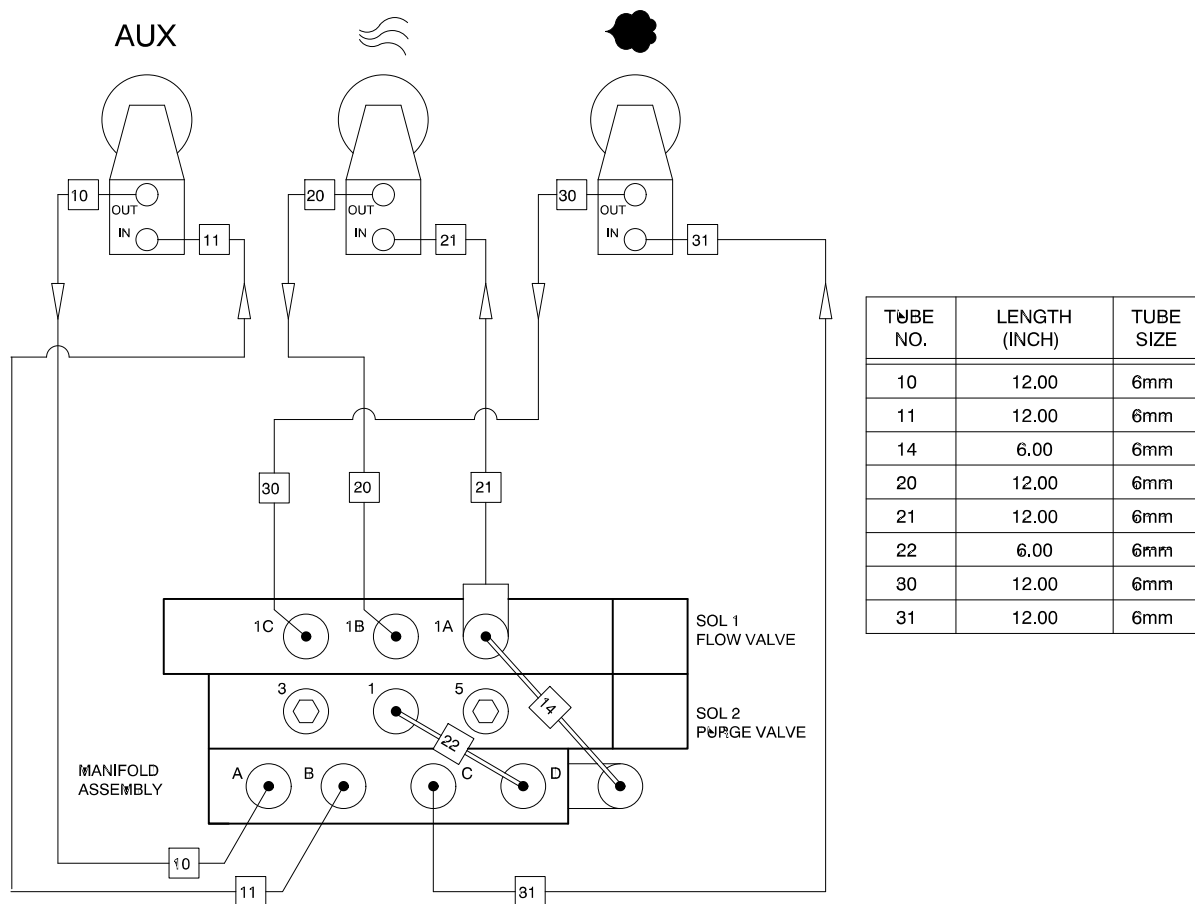 AUX
10
OUT
IN
11
20
OUT
IN
21
30
OUT
IN
31
30
20
21
1C
1B
1A
SOL 1
FLOW VALVE
3
1
5
14
22
SOL 2
PURGE VALVE
MANIFOLD
ASSEMBLY
A
B
C
D
10
11
31
TUBE NO. LENGTH (INCH) TUBE SIZE
10 12.00 6mm
11 12.00 6mm
14 6.00 6mm
20 12.00 6mm
21 12.00 6mm
22 6.00 6mm
30 12.00 6mm
31 12.00 6mm